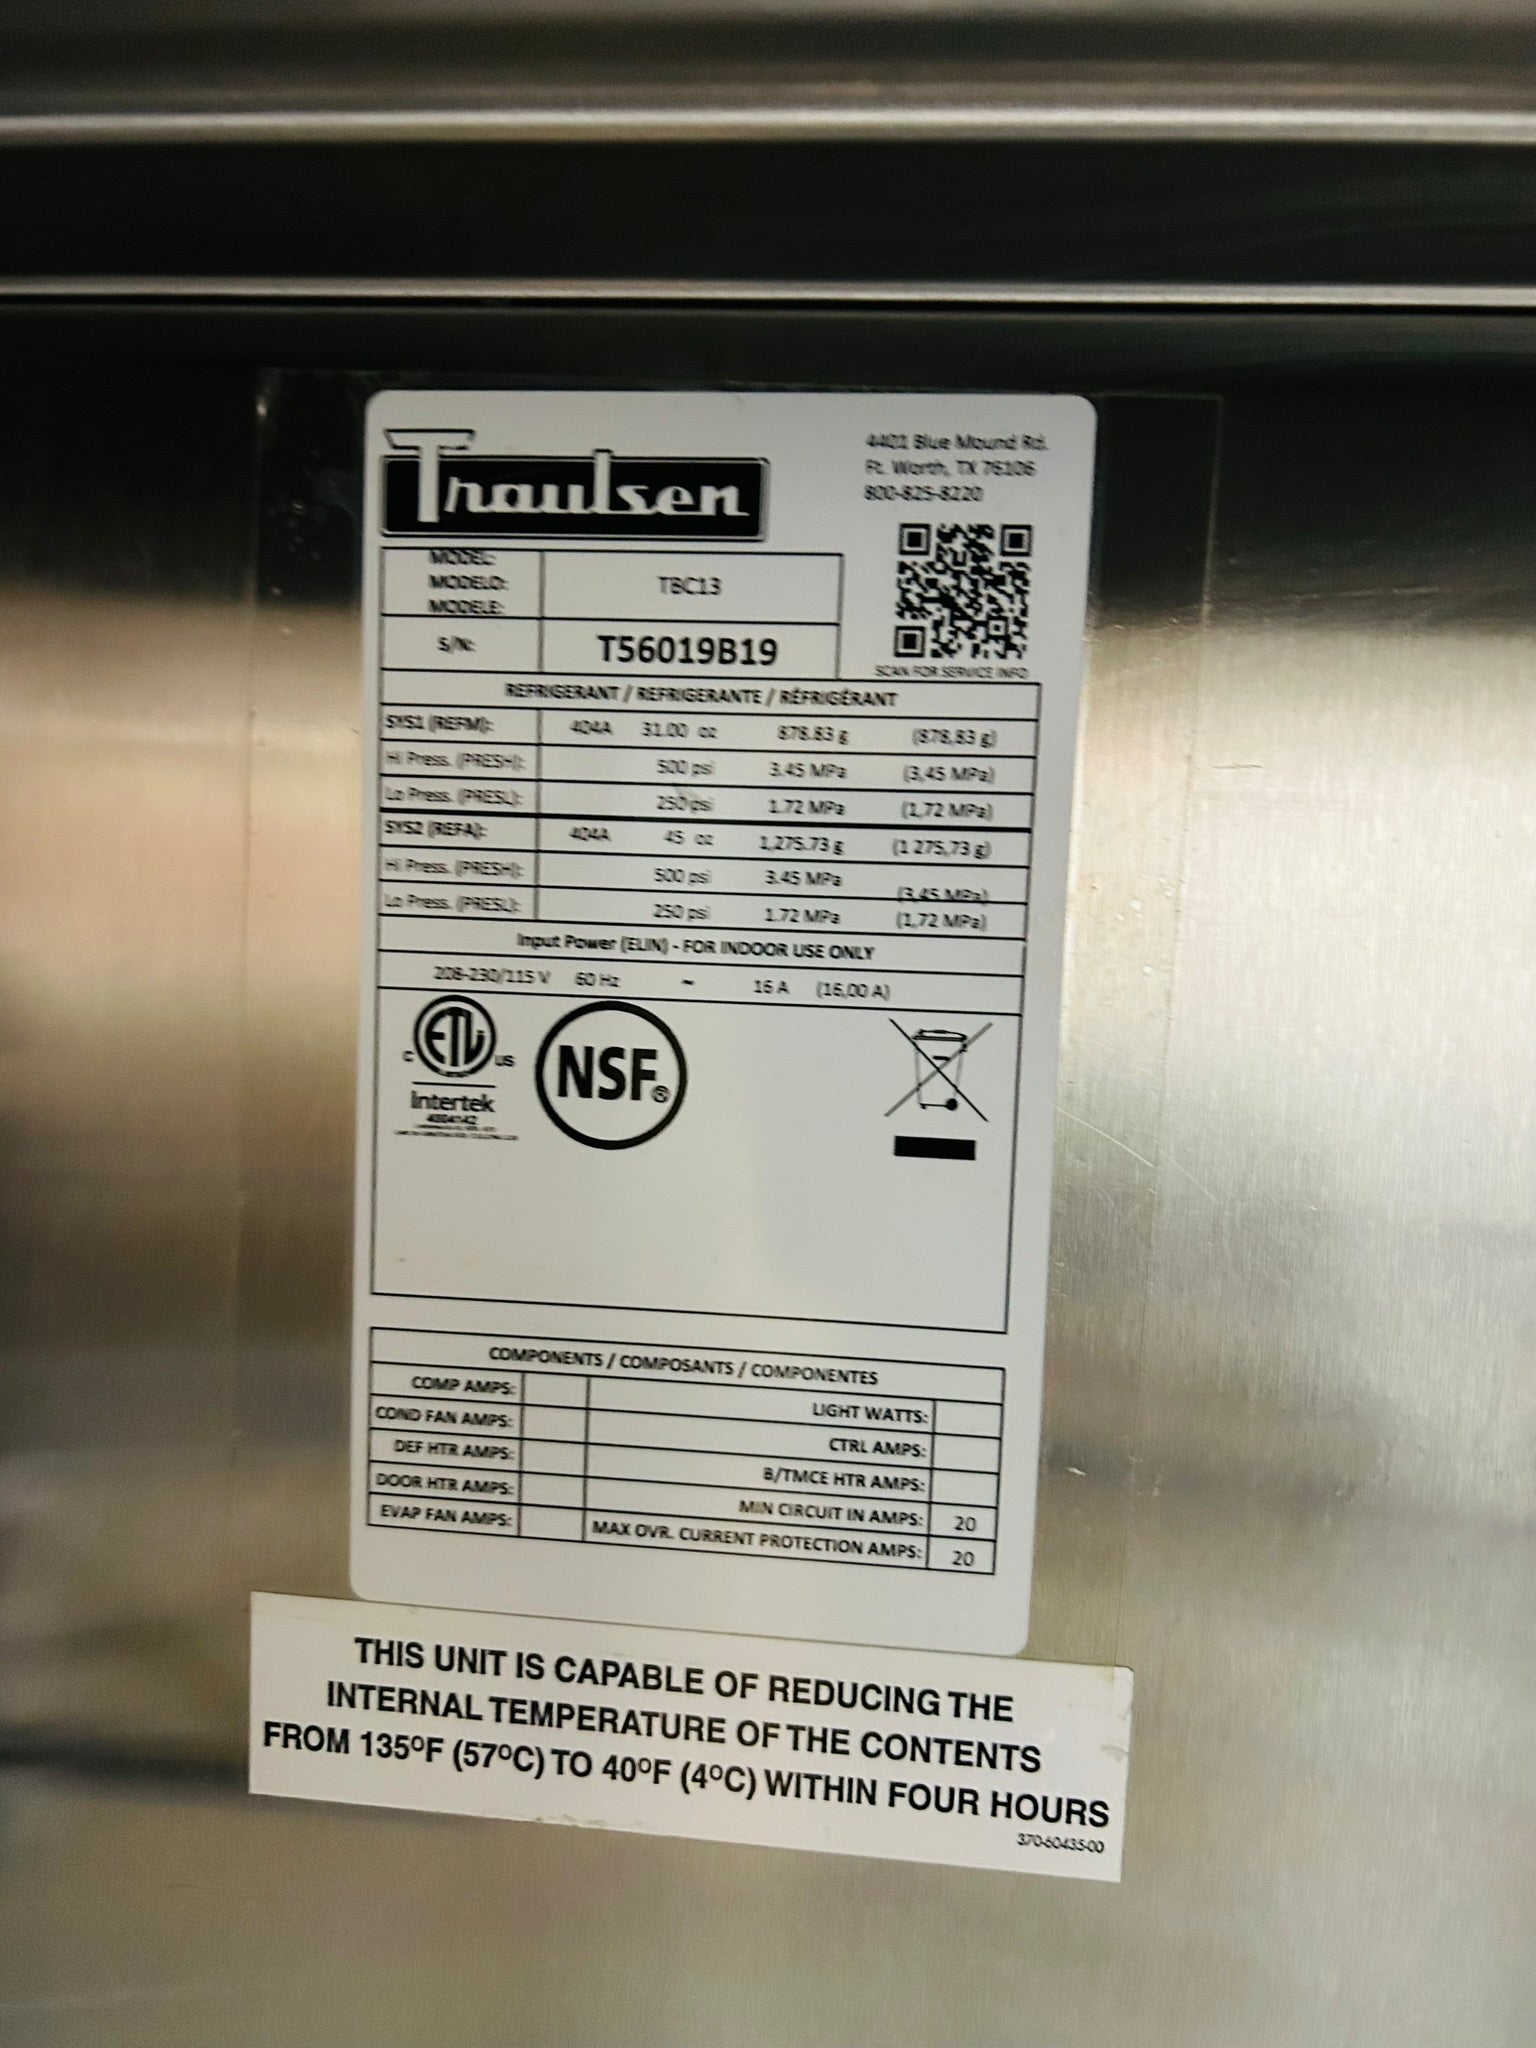 Traulsen
4401 Blue Mound Rd.
Ft. Worth, TX 76106
800-825-8220
MODEL:
MODELO:
MODELE:
TBC13
S/N:
T56019B19
SCAN FOR SERVICE INFO
REFRIGERANT / REFRIGERANTE / RÉFRIGÉRANT
SYS1 (REFM): 404A 31.00 oz 878.83 g (878,83 g)
Hi Press. (PRESH): 500 psi 3.45 MPa (3,45 MPa)
Lo Press. (PRESL): 250 psi 1.72 MPa (1,72 MPa)
SYS2 (REFA): 404A 45 oz 1,275.73 g (1 275,73 g)
Hi Press. (PRESH): 500 psi 3.45 MPa (3,45 MPa)
Lo Press. (PRESL): 250 psi 1.72 MPa (1,72 MPa)
Input Power (ELIN) - FOR INDOOR USE ONLY
208-230/115 V 60 Hz ~ 16 A (16,00 A)
C ETL US
Intertek
4004142
NSF®
COMPONENTS / COMPOSANTS / COMPONENTES
COMP AMPS: LIGHT WATTS:
COND FAN AMPS: CTRL AMPS:
DEF HTR AMPS: B/TMCE HTR AMPS:
DOOR HTR AMPS: MIN CIRCUIT IN AMPS: 20
EVAP FAN AMPS: MAX OVR. CURRENT PROTECTION AMPS: 20
THIS UNIT IS CAPABLE OF REDUCING THE
INTERNAL TEMPERATURE OF THE CONTENTS
FROM 135ºF (57ºC) TO 40ºF (4ºC) WITHIN FOUR HOURS
370-60435-00